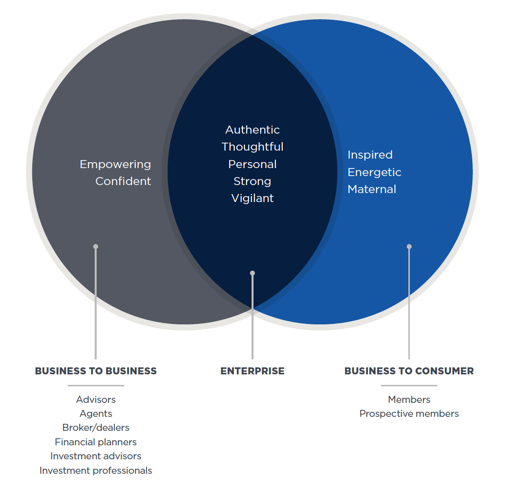 Empowering
Confident
Authentic
Thoughtful
Personal
Strong
Vigilant
Inspired
Energetic
Maternal
BUSINESS TO BUSINESS
Advisors
Agents
Broker/dealers
Financial planners
Investment advisors
Investment professionals
ENTERPRISE
BUSINESS TO CONSUMER
Members
Prospective members